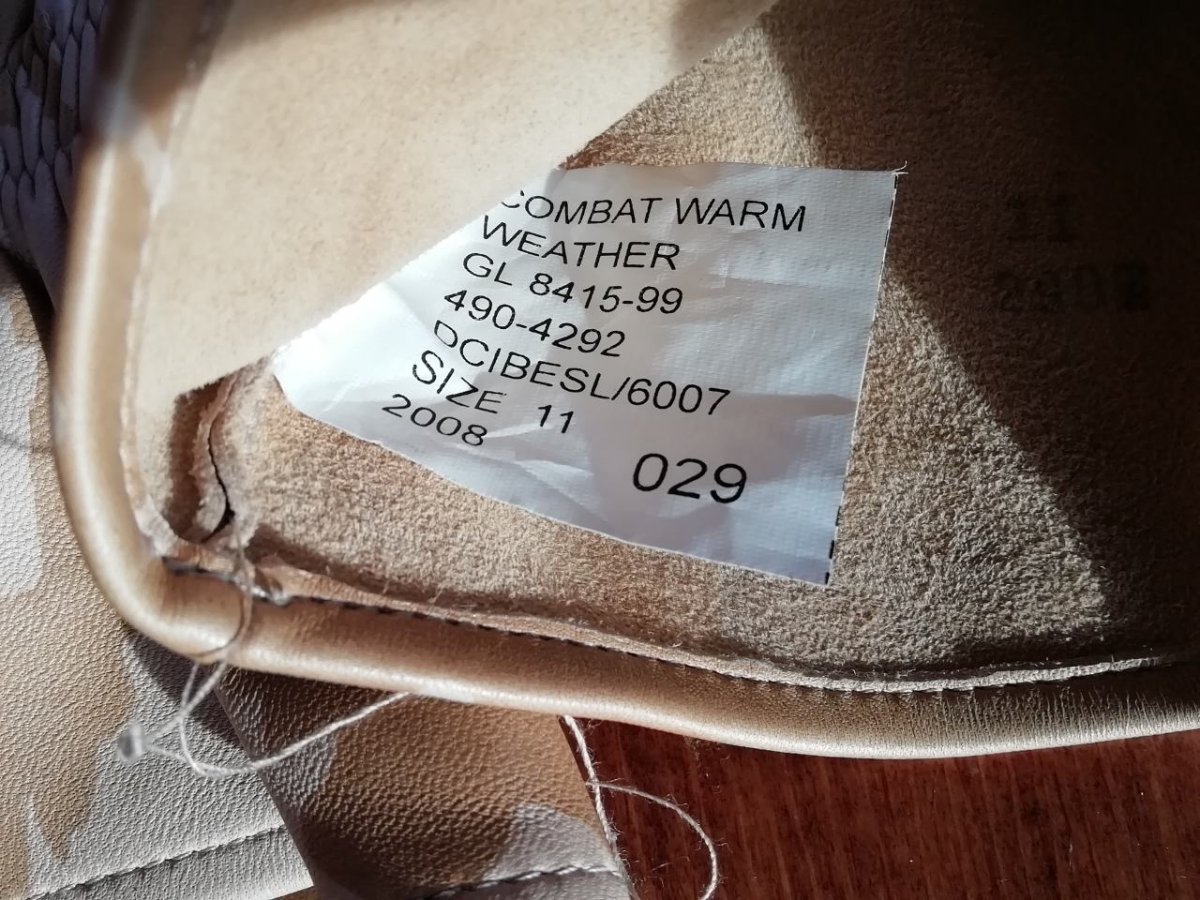 COMBAT WARM
WEATHER
GL 8415-99
490-4292
DCIBESL/6007
SIZE 11
2008
029